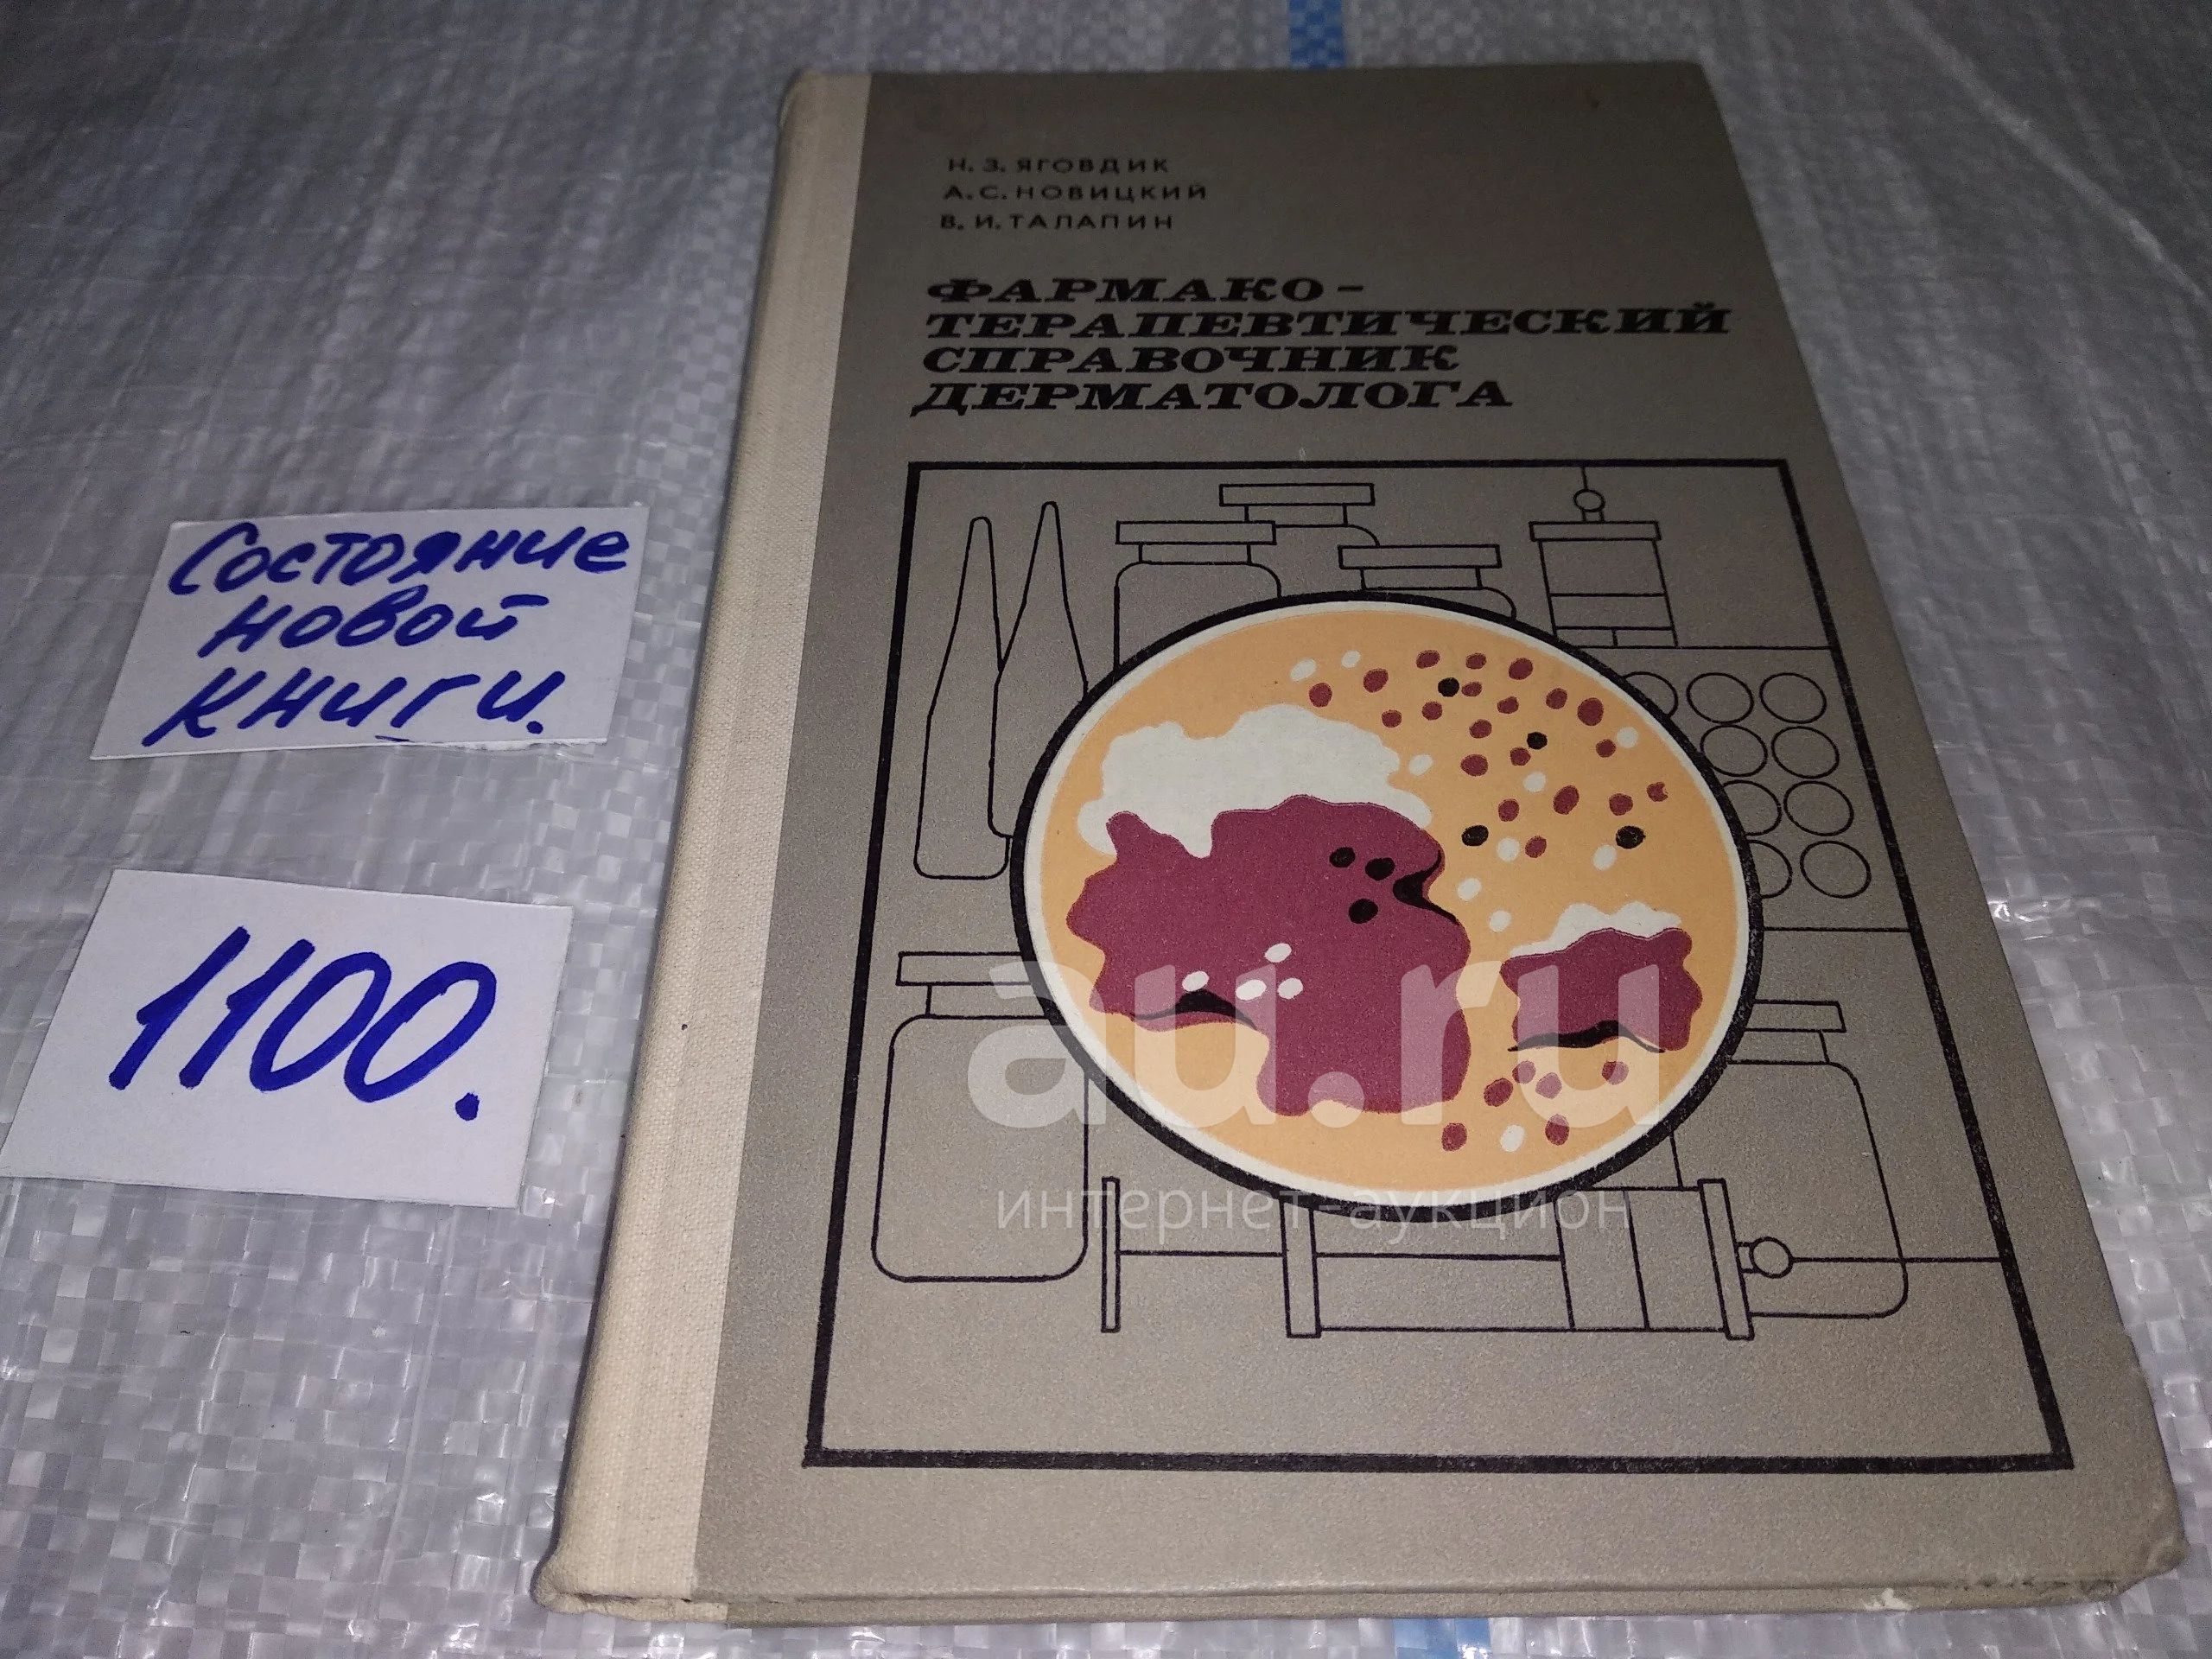 Н. З. ЯГОВДИК
А. С. НОВИЦКИЙ
В. И. ТАЛАПИН
ФАРМАКО-
ТЕРАПЕВТИЧЕСКИЙ
СПРАВОЧНИК
ДЕРМАТОЛОГА
Состояние
новой
книги.
1100.
au.ru
интернет-аукцион